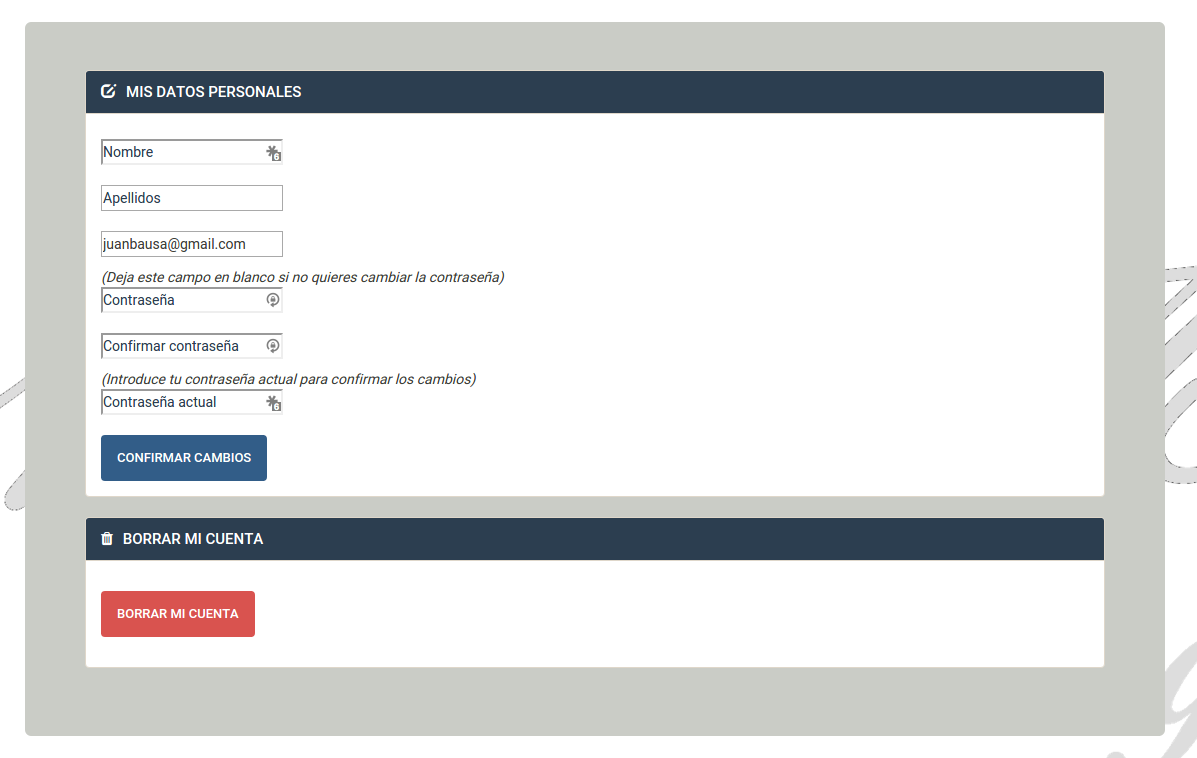 MIS DATOS PERSONALES
Nombre
Apellidos
juanbausa@gmail.com
(Deja este campo en blanco si no quieres cambiar la contraseña)
Contraseña
Confirmar contraseña
(Introduce tu contraseña actual para confirmar los cambios)
Contraseña actual
CONFIRMAR CAMBIOS
BORRAR MI CUENTA
BORRAR MI CUENTA